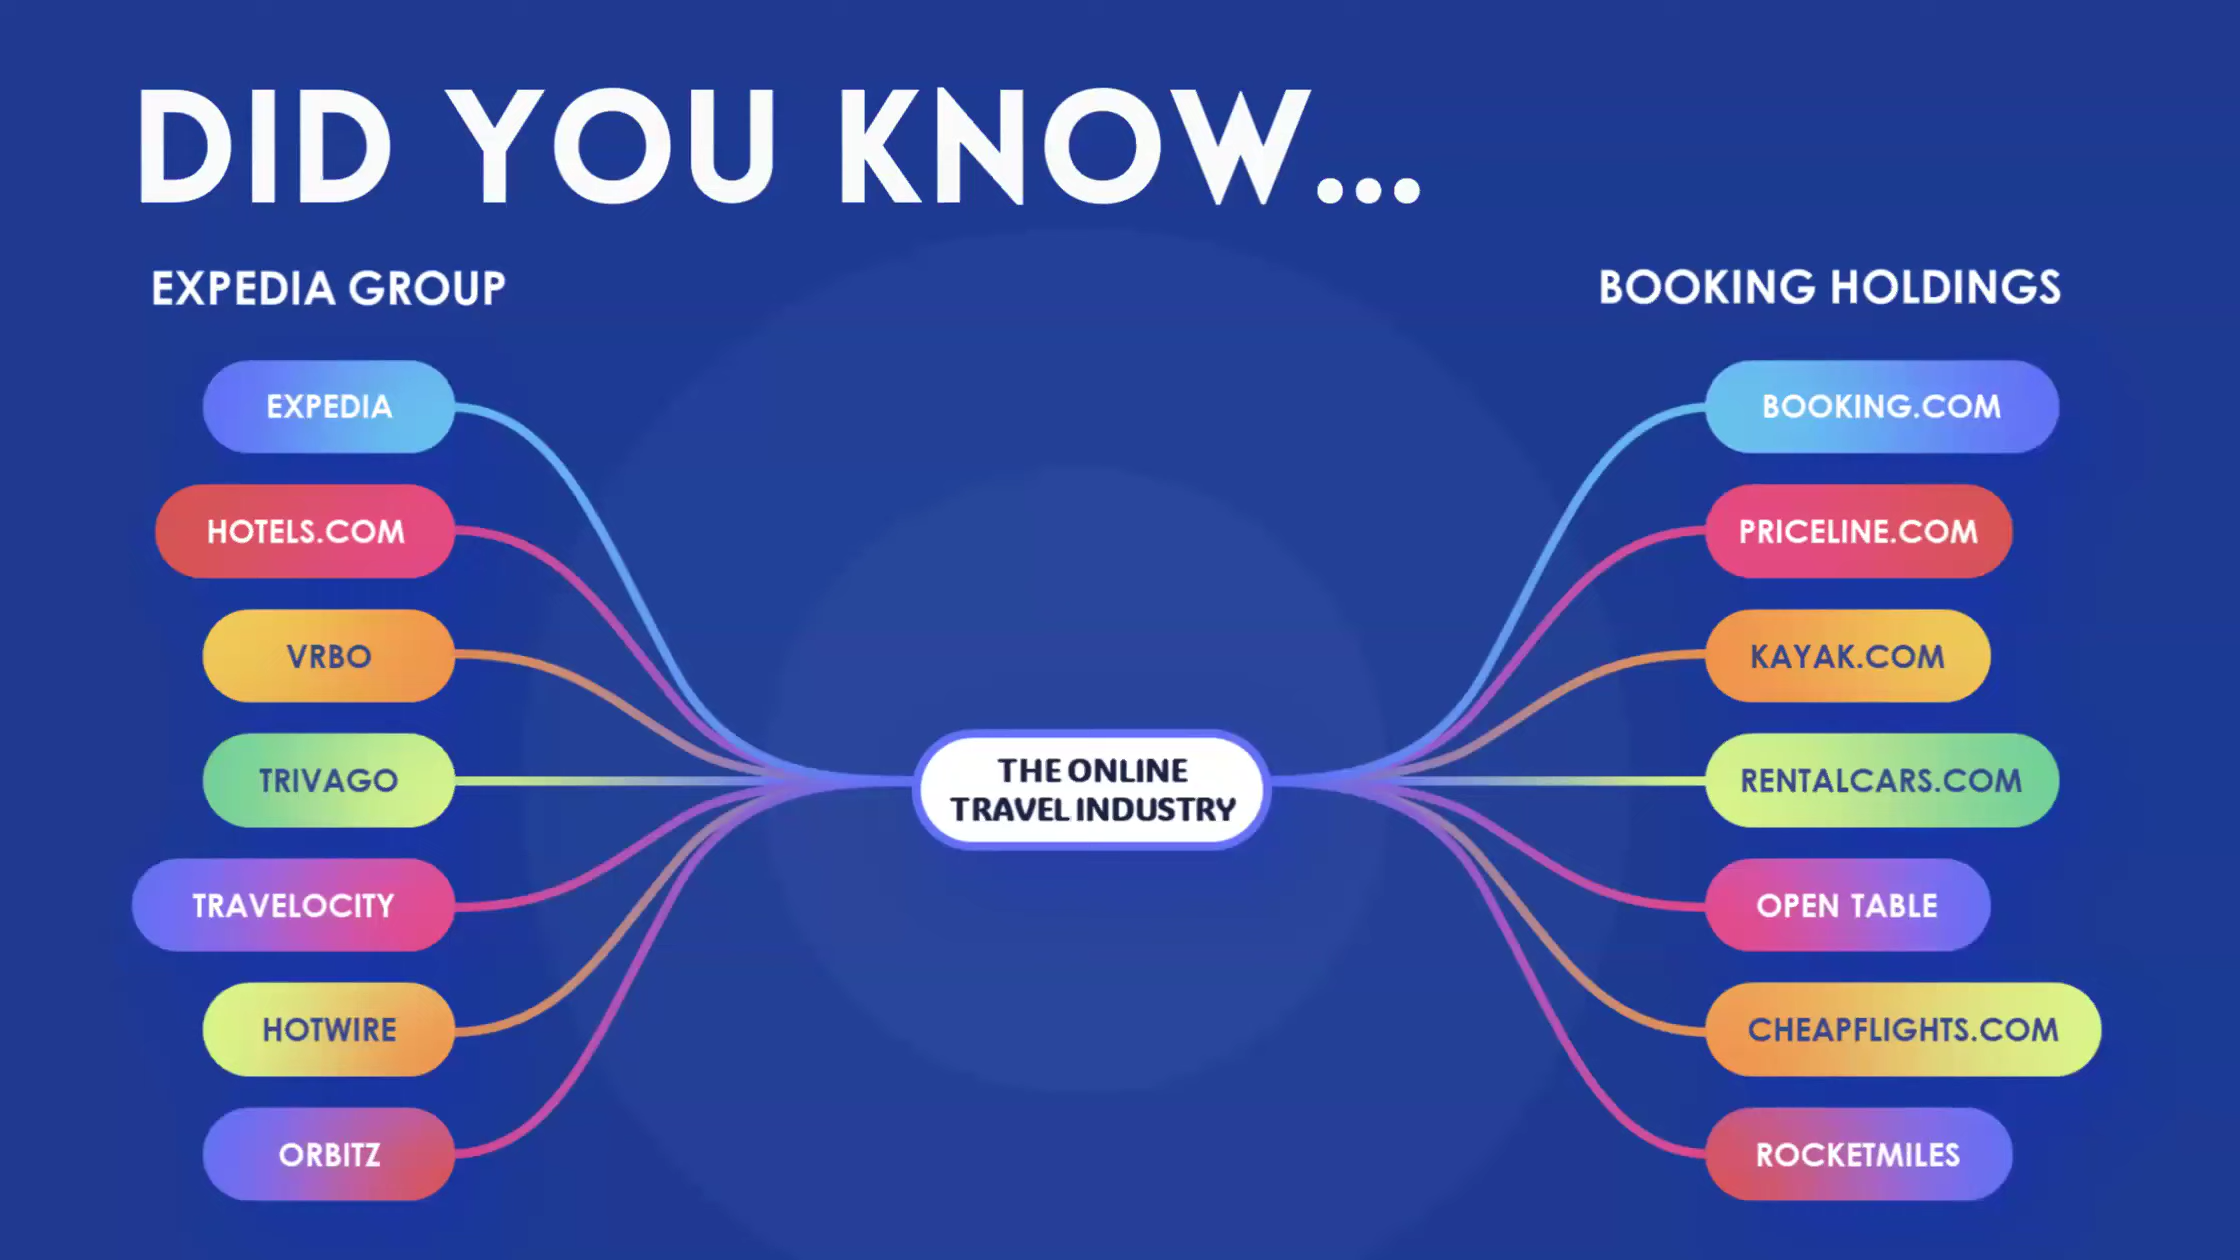 DID YOU KNOW...
EXPEDIA GROUP
EXPEDIA
HOTELS.COM
VRBO
TRIVAGO
TRAVELOCITY
HOTWIRE
ORBITZ
THE ONLINE
TRAVEL INDUSTRY
BOOKING HOLDINGS
BOOKING.COM
PRICELINE.COM
KAYAK.COM
RENTALCARS.COM
OPEN TABLE
CHEAPFLIGHTS.COM
ROCKETMILES